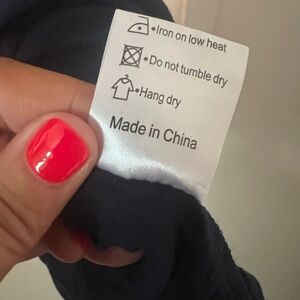 •Iron on low heat
•Do not tumble dry
•Hang dry
Made in China